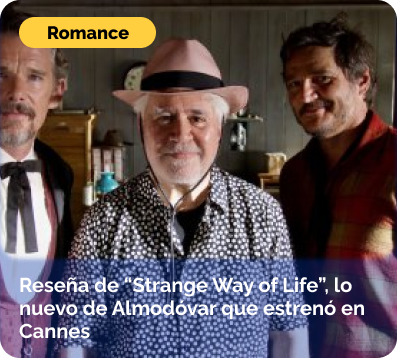 Romance
Reseña de “Strange Way of Life”, lo
nuevo de Almodóvar que estrenó en
Cannes